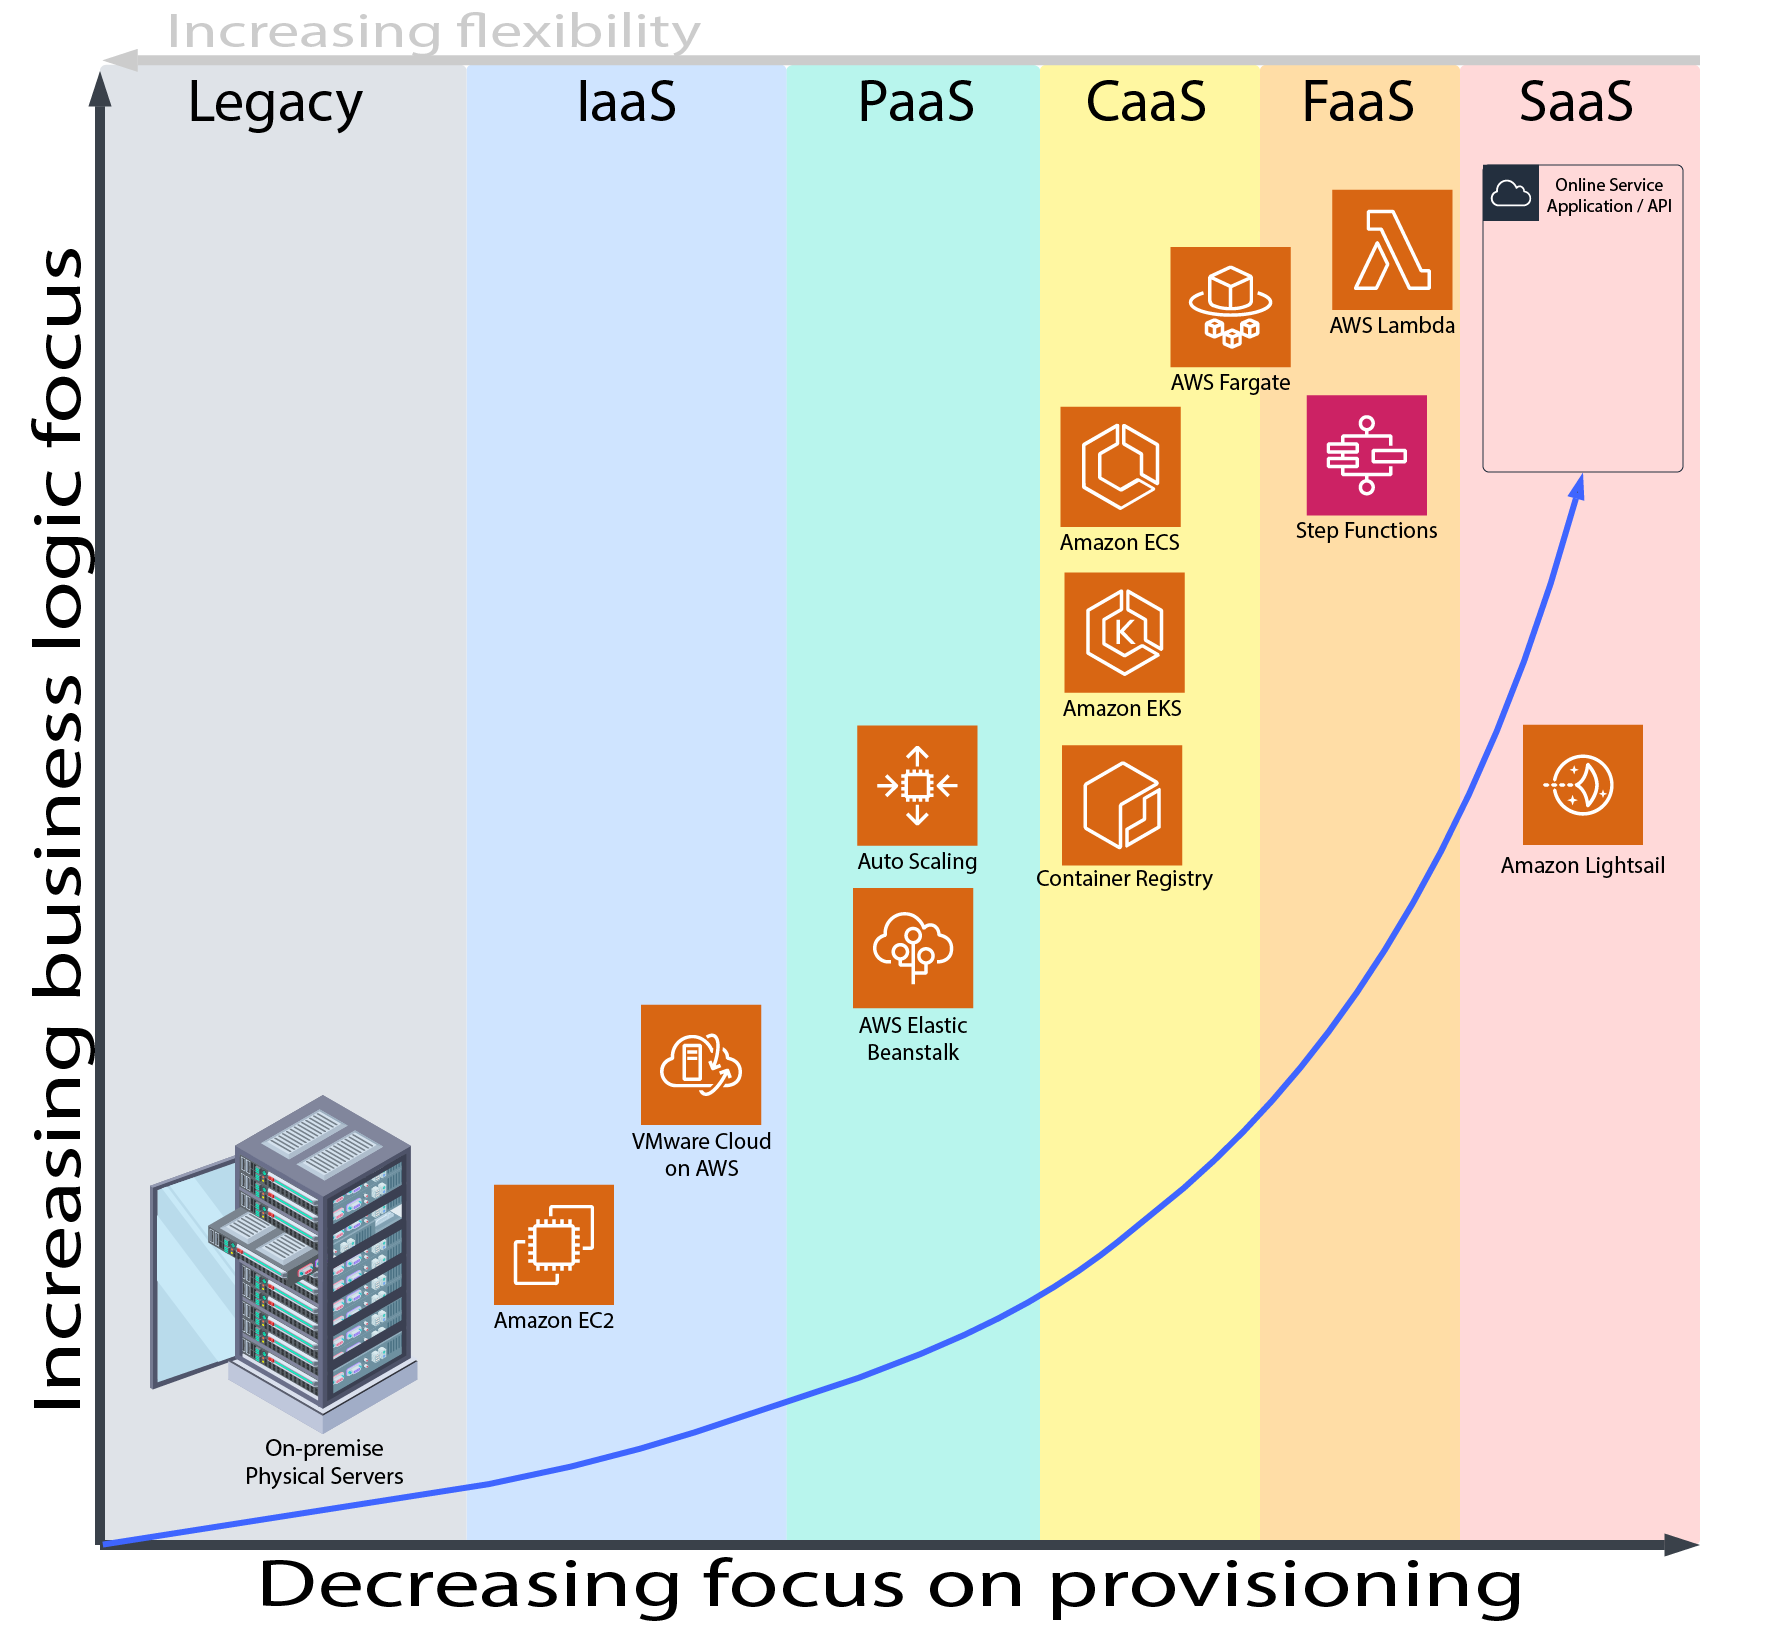 Increasing flexibility
Legacy
IaaS
PaaS
CaaS
FaaS
SaaS
Increasing business logic focus
Online Service
Application / API
AWS Lambda
AWS Fargate
Step Functions
Amazon ECS
K
Amazon EKS
Auto Scaling
Container Registry
Amazon Lightsail
AWS Elastic
Beanstalk
VMware Cloud
on AWS
Amazon EC2
On-premise
Physical Servers
Decreasing focus on provisioning